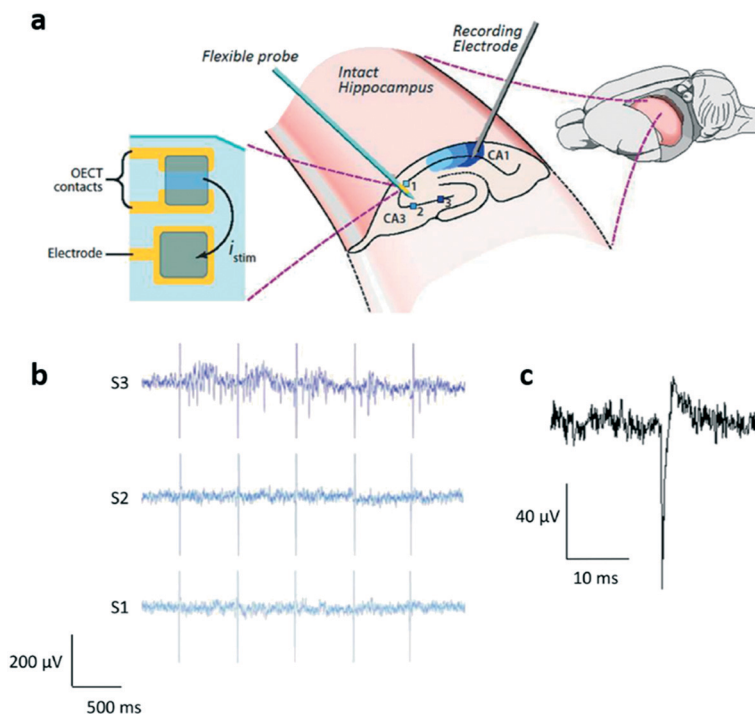 a
Flexible probe
Recording
Electrode
Intact
Hippocampus
OECT
contacts
Electrode
i stim
CA1
CA3
1
2
3
b
S3
S2
S1
200 µV
500 ms
c
40 µV
10 ms